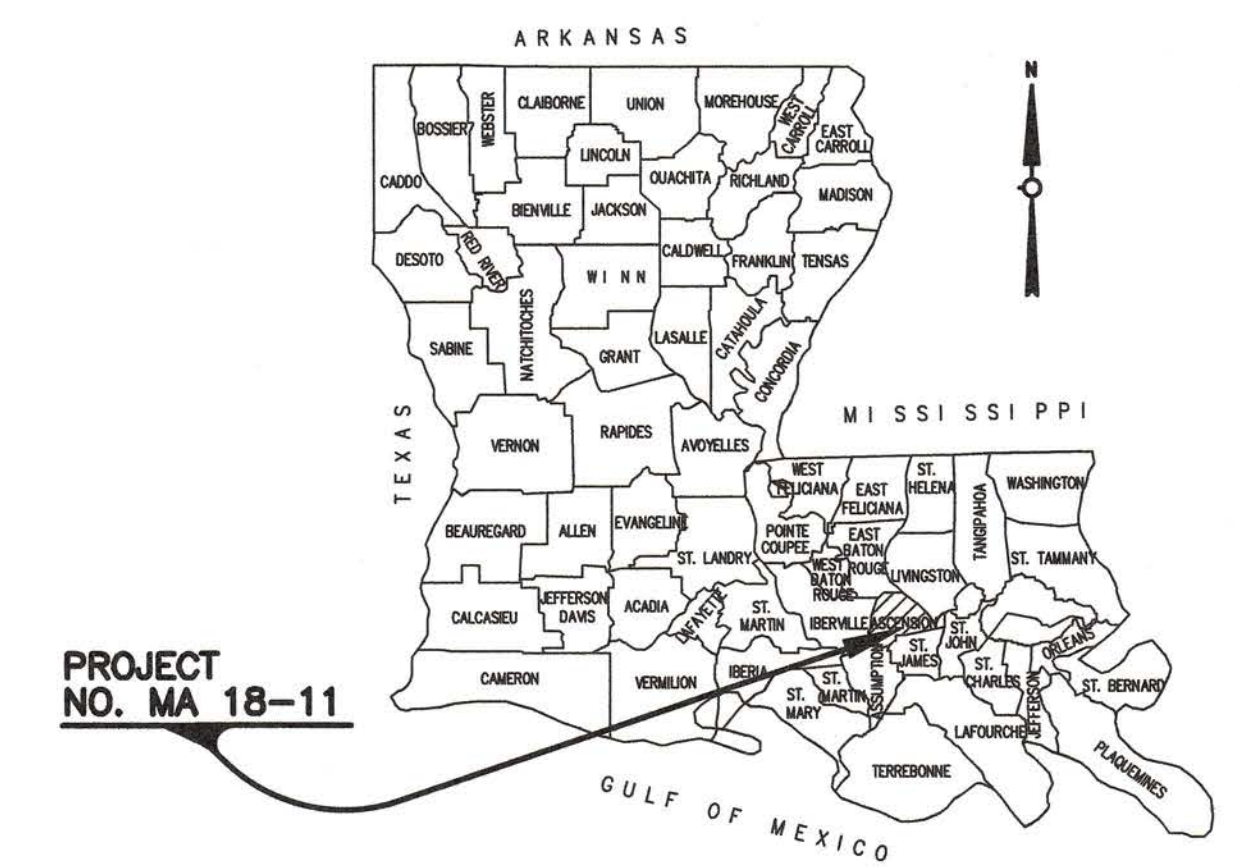 ARKANSAS
N
CLAIBORNE
UNION
MOREHOUSE
WEST
CARROLL
BOSSIER
WEBSTER
EAST
CARROLL
LINCOLN
CADDO
OUACHITA
RICHLAND
MADISON
BIENVILLE
JACKSON
DESOTO
RED RIVER
CALDWELL
FRANKLIN
TENSAS
WINN
NATCHITOCHES
CATAHOULA
SABINE
GRANT
LASALLE
CONCORDIA
TEXAS
MISSISSIPPI
VERNON
RAPIDES
AVOYELLES
WEST
FELICIANA
EAST
FELICIANA
ST.
HELENA
TANGIPAHOA
WASHINGTON
BEAUREGARD
ALLEN
EVANGELINE
ST. LANDRY
POINTE
COUPEE
EAST
BATON
ROUGE
WEST
BATON
ROUGE
LIVINGSTON
ST. TAMMANY
CALCASIEU
JEFFERSON
DAVIS
ACADIA
LAFAYETTE
ST.
MARTIN
IBERVILLE
ASCENSION
ST.
JOHN
ORLEANS
PROJECT
NO. MA 18-11
CAMERON
VERMILION
IBERIA
ST.
MARTIN
ST.
MARY
ASSUMPTION
ST.
JAMES
ST.
CHARLES
JEFFERSON
ST. BERNARD
LAFOURCHE
TERREBONNE
PLAQUEMINES
GULF OF MEXICO